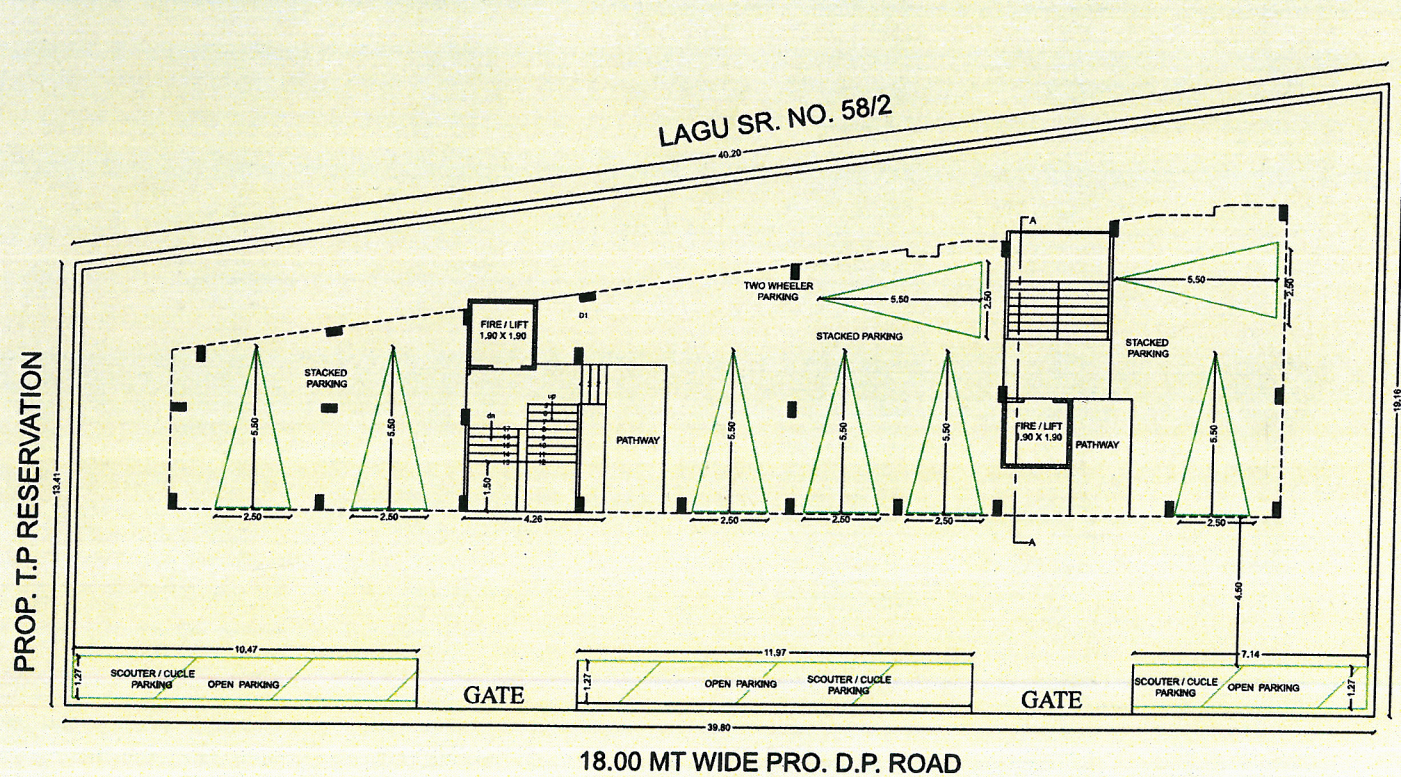 LAGU SR. NO. 58/2
40.20
A
5.50
2.50
TWO WHEELER
PARKING
5.50
2.50
FIRE / LIFT
1.90 X 1.90
D1
STACKED PARKING
STACKED
PARKING
STACKED
PARKING
PROP. T.P RESERVATION
13.41
19.16
5.50
5.50
PATHWAY
5.50
5.50
5.50
FIRE / LIFT
1.90 X 1.90
PATHWAY
5.50
1.50
2.50
2.50
4.26
2.50
2.50
2.50
2.50
A
4.50
10.47
11.97
7.14
1.27
SCOUTER / CUCLE
PARKING
OPEN PARKING
GATE
1.27
OPEN PARKING
SCOUTER / CUCLE
PARKING
GATE
SCOUTER / CUCLE
PARKING
OPEN PARKING
1.27
39.80
18.00 MT WIDE PRO. D.P. ROAD